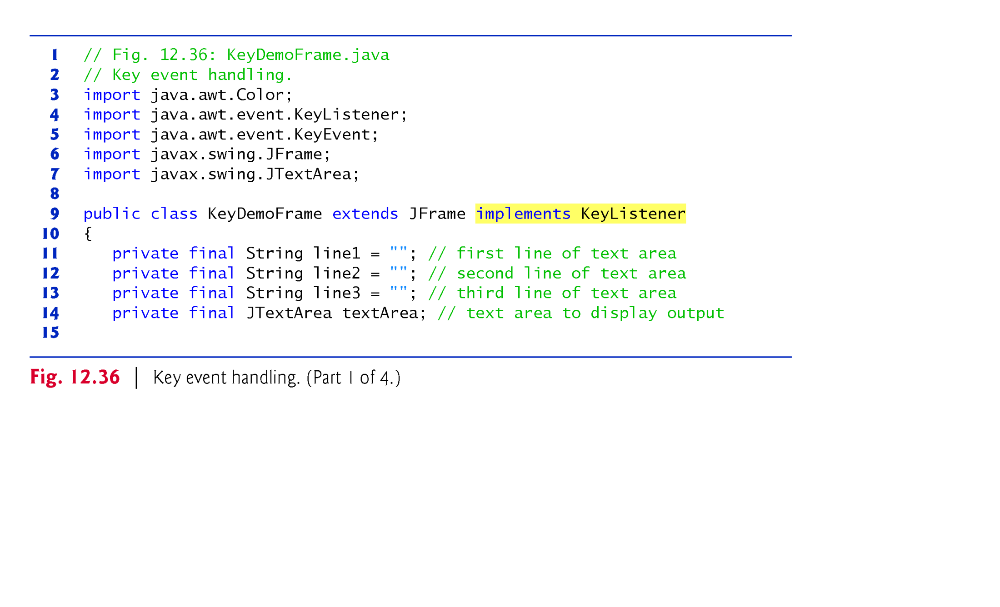 1 // Fig. 12.36: KeyDemoFrame.java
2 // Key event handling.
3 import java.awt.Color;
4 import java.awt.event.KeyListener;
5 import java.awt.event.KeyEvent;
6 import javax.swing.JFrame;
7 import javax.swing.JTextArea;
8
9 public class KeyDemoFrame extends JFrame implements KeyListener
10 {
11    private final String line1 = ""; // first line of text area
12    private final String line2 = ""; // second line of text area
13    private final String line3 = ""; // third line of text area
14    private final JTextArea textArea; // text area to display output
15
Fig. 12.36 | Key event handling. (Part 1 of 4.)